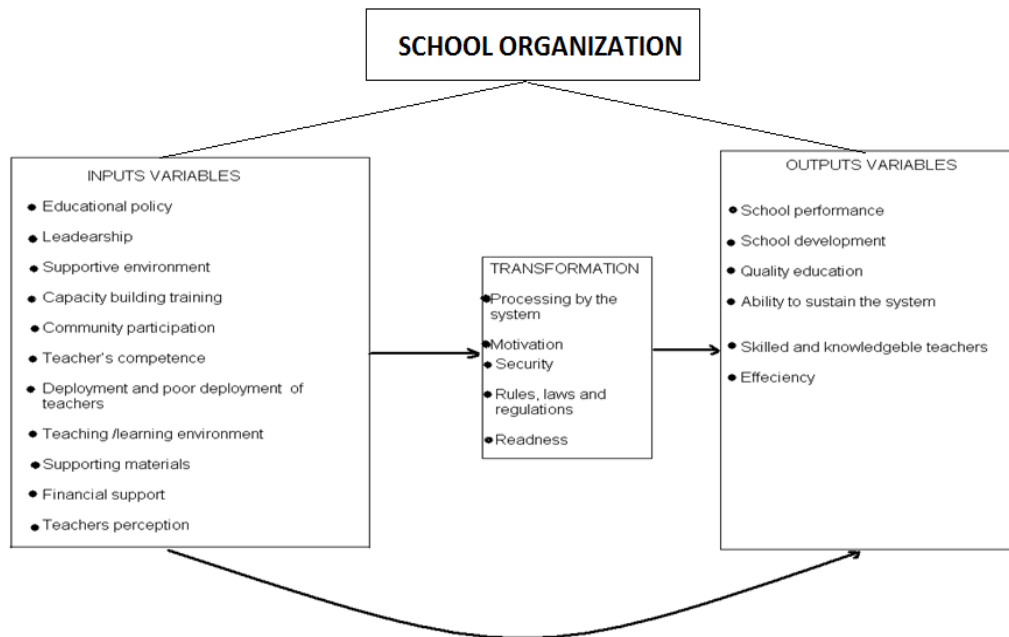 SCHOOL ORGANIZATION
INPUTS VARIABLES
Educational policy
Leadearship
Supportive environment
Capacity building training
Community participation
Teacher's competence
Deployment and poor deployment of
teachers
Teaching /learning environment
Supporting materials
Financial support
Teachers perception
TRANSFORMATION
Processing by the
system
Motivation
Security
Rules, laws and
regulations
Readness
OUTPUTS VARIABLES
School performance
School development
Quality education
Ability to sustain the system
Skilled and knowledgeble teachers
Effeciency